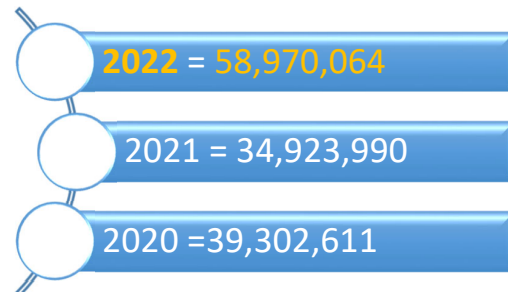 2022 = 58,970,064
2021 = 34,923,990
2020 =39,302,611